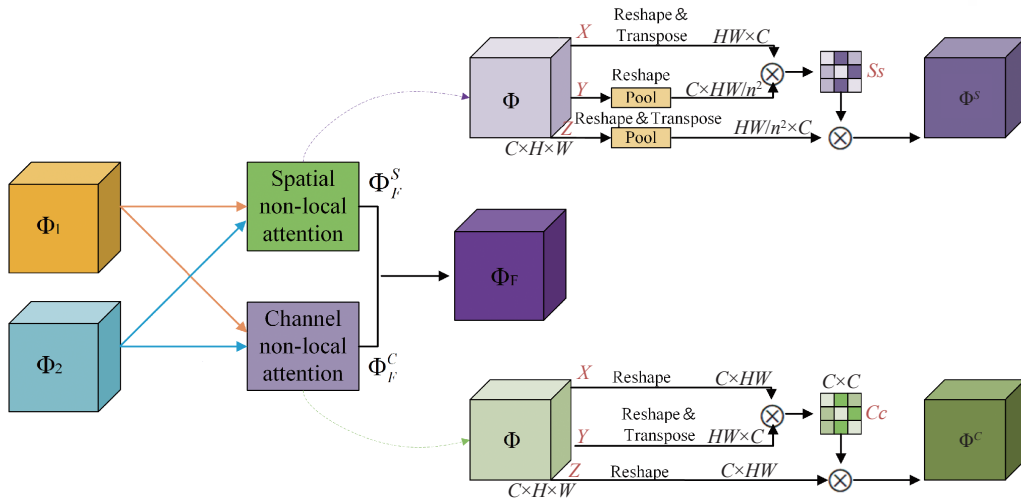 Reshape &
X Transpose HW×C
Φ
Reshape
Y Pool C×HW/n²
Ss
Φ^S
Reshape & Transpose
Z Pool HW/n²×C
C×H×W
Φ₁
Spatial
non-local
attention
Φ_F^S
Φ_F
Φ₂
Channel
non-local
attention
Φ_F^C
X Reshape C×HW
C×C
Cc
Φ
Reshape &
Y Transpose HW×C
Φ^C
Z Reshape C×HW
C×H×W